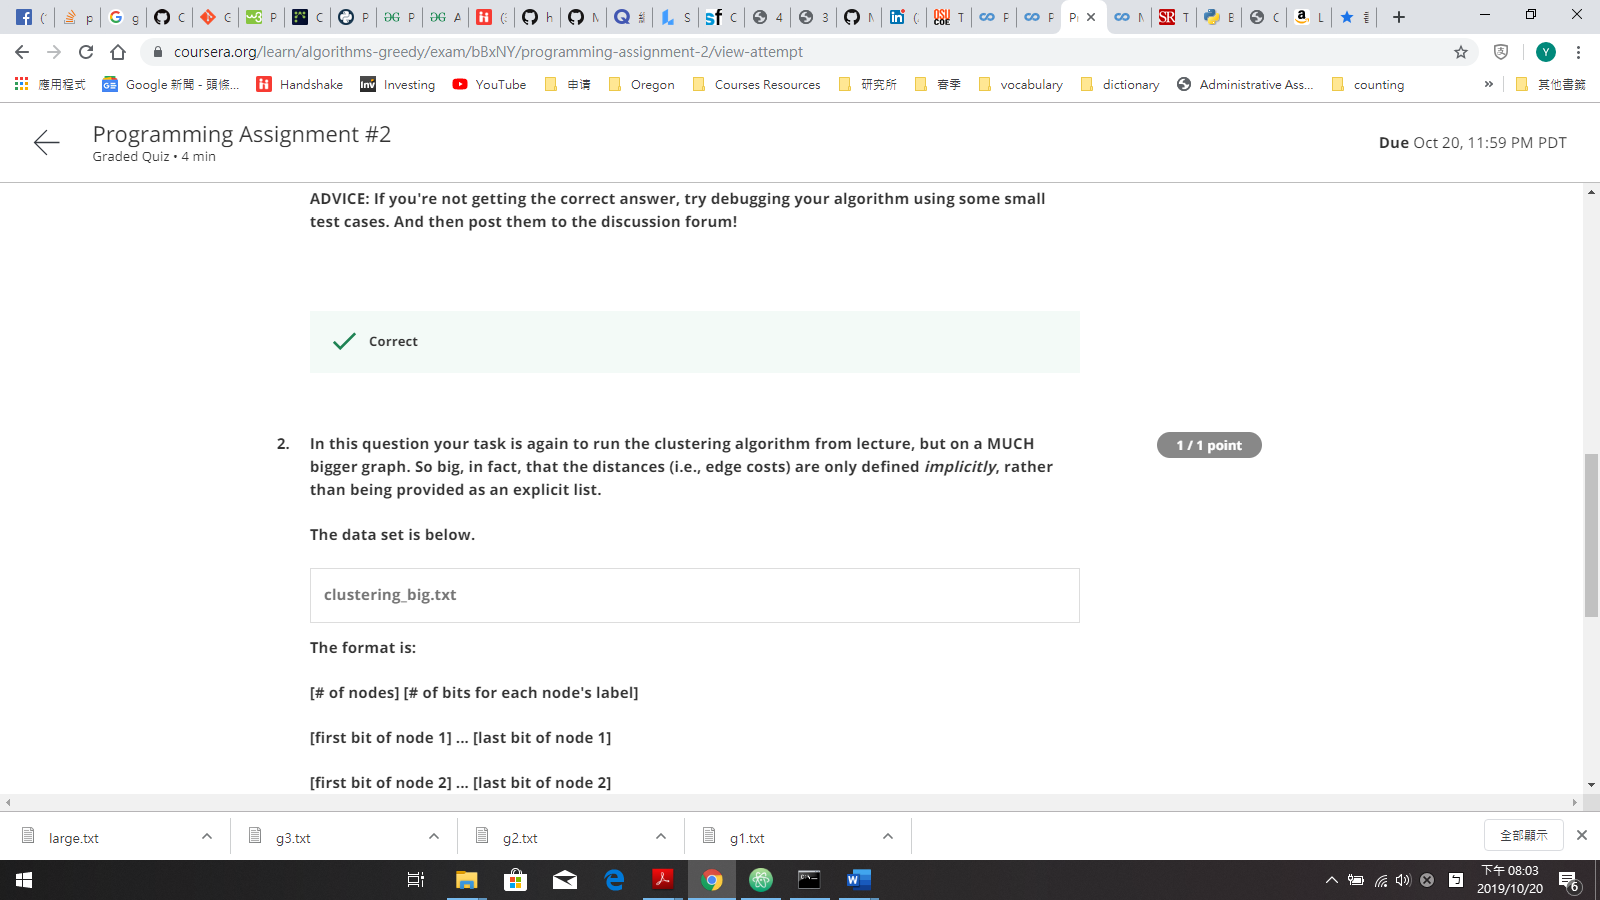 coursera.org/learn/algorithms-greedy/exam/bBxNY/programming-assignment-2/view-attempt
應用程式 Google 新聞 - 頭條... Handshake Investing YouTube 申请 Oregon Courses Resources 研究所 春季 vocabulary dictionary Administrative Ass... counting » 其他書籤
Programming Assignment #2
Graded Quiz • 4 min
Due Oct 20, 11:59 PM PDT
ADVICE: If you're not getting the correct answer, try debugging your algorithm using some small
test cases. And then post them to the discussion forum!
Correct
2. In this question your task is again to run the clustering algorithm from lecture, but on a MUCH
1 / 1 point
bigger graph. So big, in fact, that the distances (i.e., edge costs) are only defined implicitly, rather
than being provided as an explicit list.
The data set is below.
clustering_big.txt
The format is:
[# of nodes] [# of bits for each node's label]
[first bit of node 1] ... [last bit of node 1]
[first bit of node 2] ... [last bit of node 2]
large.txt g3.txt g2.txt g1.txt 全部顯示
下午 08:03
2019/10/20
6